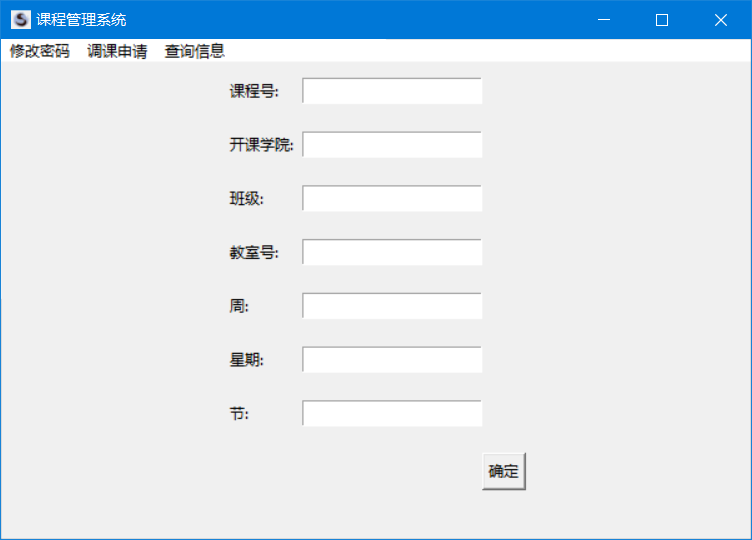 课程管理系统
修改密码 调课申请 查询信息
课程号:
开课学院:
班级:
教室号:
周:
星期:
节:
确定